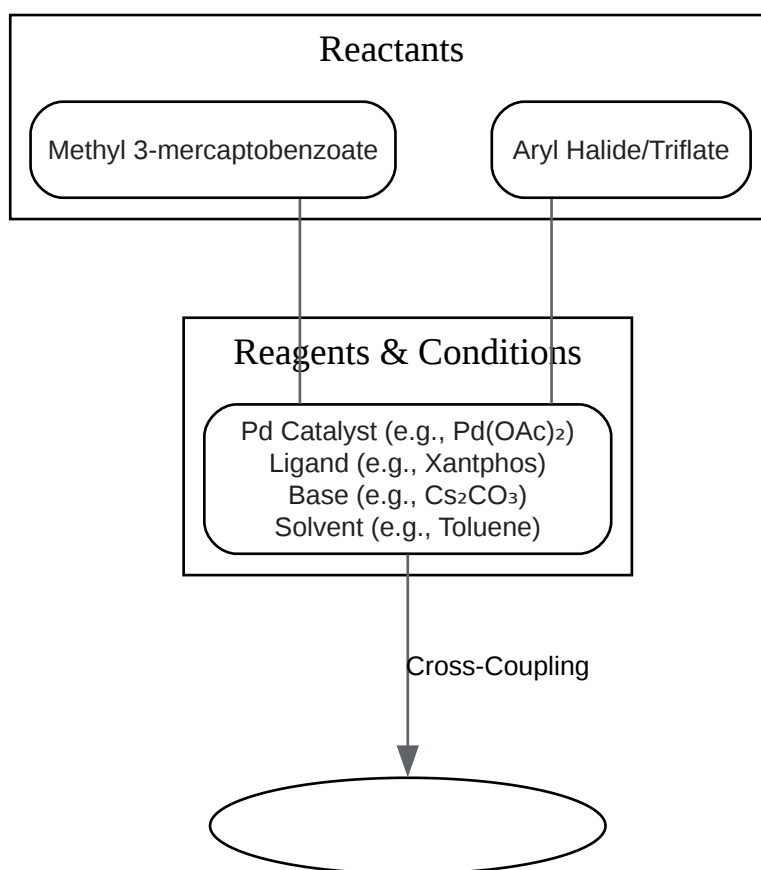 Reactants
Methyl 3-mercaptobenzoate
Aryl Halide/Triflate
Reagents & Conditions
Pd Catalyst (e.g., Pd(OAc)₂)
Ligand (e.g., Xantphos)
Base (e.g., Cs₂CO₃)
Solvent (e.g., Toluene)
Cross-Coupling